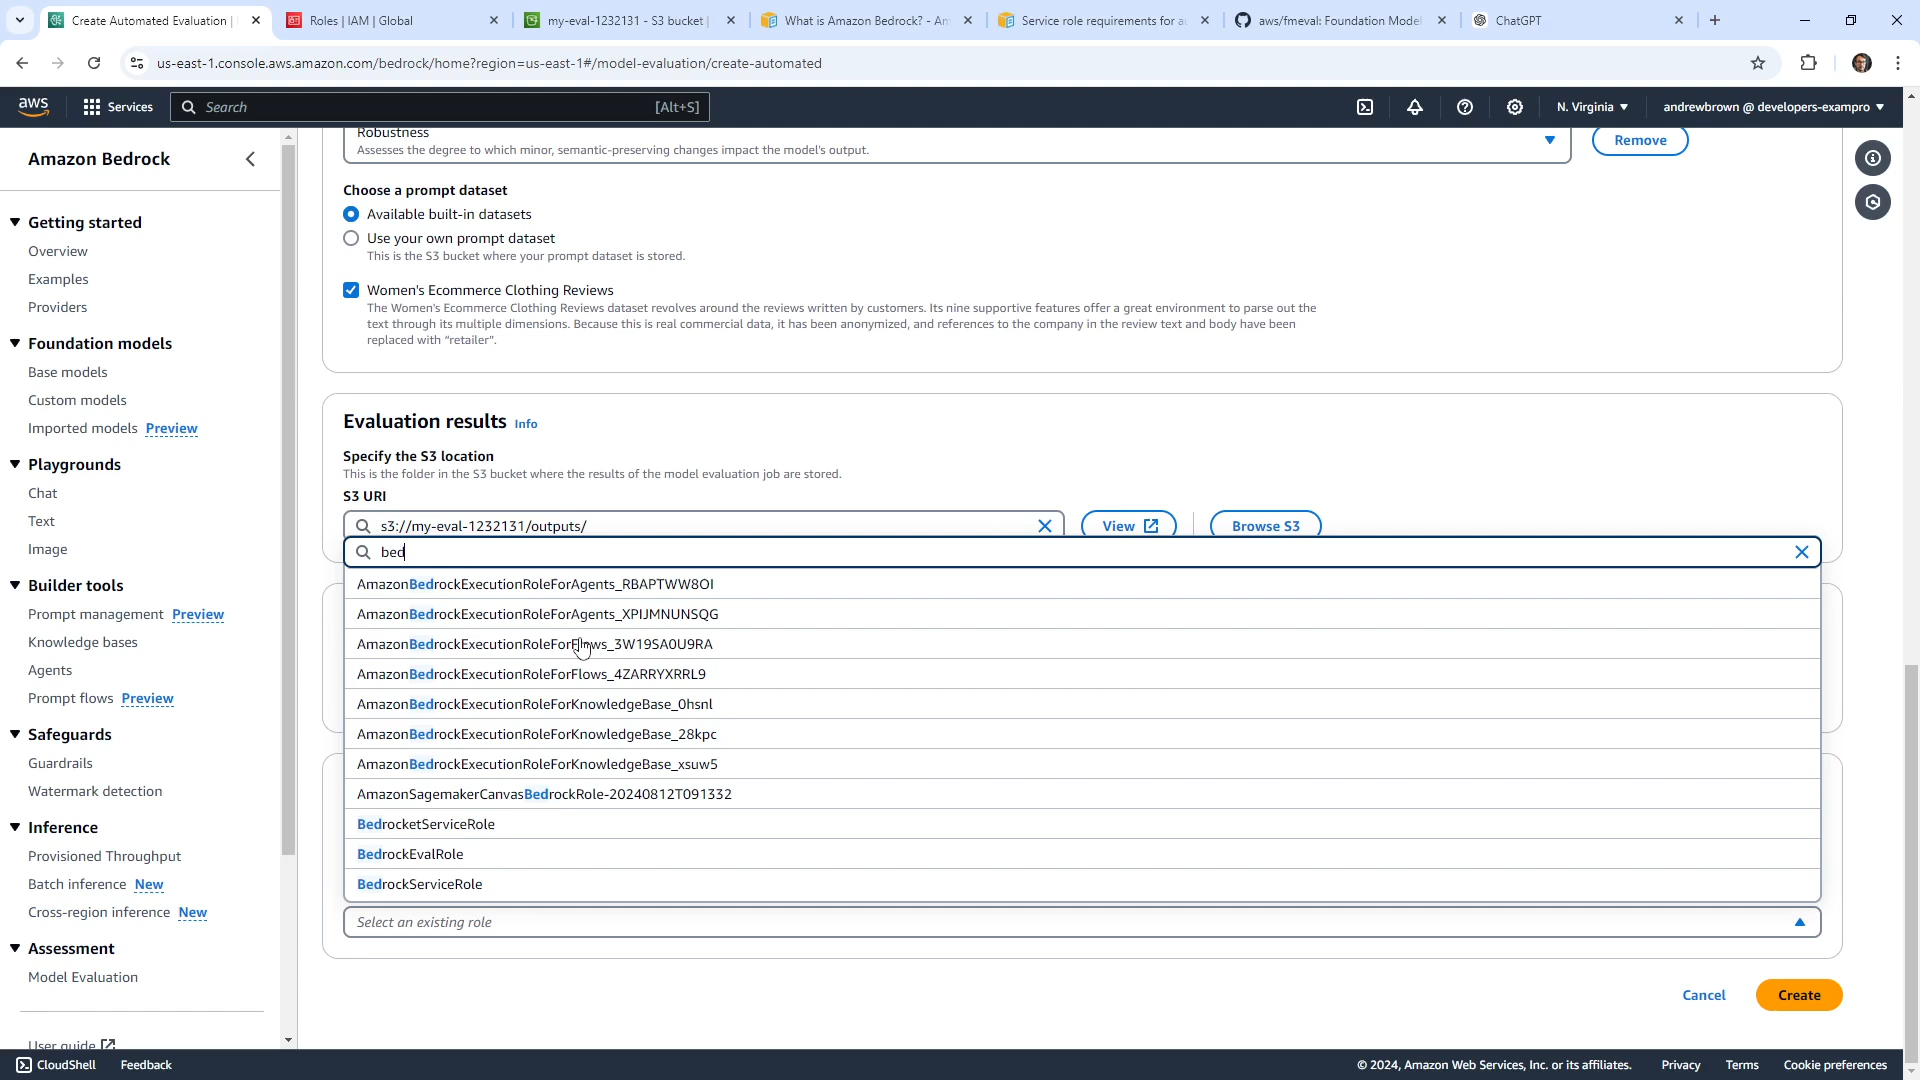 Create Automated Evaluation |
Roles | IAM | Global
my-eval-1232131 - S3 bucket |
What is Amazon Bedrock? - Am
Service role requirements for au
aws/fmeval: Foundation Model
ChatGPT
us-east-1.console.aws.amazon.com/bedrock/home?region=us-east-1#/model-evaluation/create-automated
aws
Services
Search
[Alt+S]
N. Virginia
andrewbrown @ developers-exampro
Amazon Bedrock
Getting started
Overview
Examples
Providers
Foundation models
Base models
Custom models
Imported models Preview
Playgrounds
Chat
Text
Image
Builder tools
Prompt management Preview
Knowledge bases
Agents
Prompt flows Preview
Safeguards
Guardrails
Watermark detection
Inference
Provisioned Throughput
Batch inference New
Cross-region inference New
Assessment
Model Evaluation
User guide
Robustness
Assesses the degree to which minor, semantic-preserving changes impact the model's output.
Remove
Choose a prompt dataset
Available built-in datasets
Use your own prompt dataset
This is the S3 bucket where your prompt dataset is stored.
Women's Ecommerce Clothing Reviews
The Women's Ecommerce Clothing Reviews dataset revolves around the reviews written by customers. Its nine supportive features offer a great environment to parse out the
text through its multiple dimensions. Because this is real commercial data, it has been anonymized, and references to the company in the review text and body have been
replaced with "retailer".
Evaluation results Info
Specify the S3 location
This is the folder in the S3 bucket where the results of the model evaluation job are stored.
S3 URI
s3://my-eval-1232131/outputs/
View
Browse S3
bed
AmazonBedrockExecutionRoleForAgents_RBAPTWW8OI
AmazonBedrockExecutionRoleForAgents_XPIJMNUNSQG
AmazonBedrockExecutionRoleForFlows_3W19SA0U9RA
AmazonBedrockExecutionRoleForFlows_4ZARRYXRRL9
AmazonBedrockExecutionRoleForKnowledgeBase_0hsnl
AmazonBedrockExecutionRoleForKnowledgeBase_28kpc
AmazonBedrockExecutionRoleForKnowledgeBase_xsuw5
AmazonSagemakerCanvasBedrockRole-20240812T091332
BedrocketServiceRole
BedrockEvalRole
BedrockServiceRole
Select an existing role
Cancel
Create
CloudShell
Feedback
© 2024, Amazon Web Services, Inc. or its affiliates.
Privacy
Terms
Cookie preferences